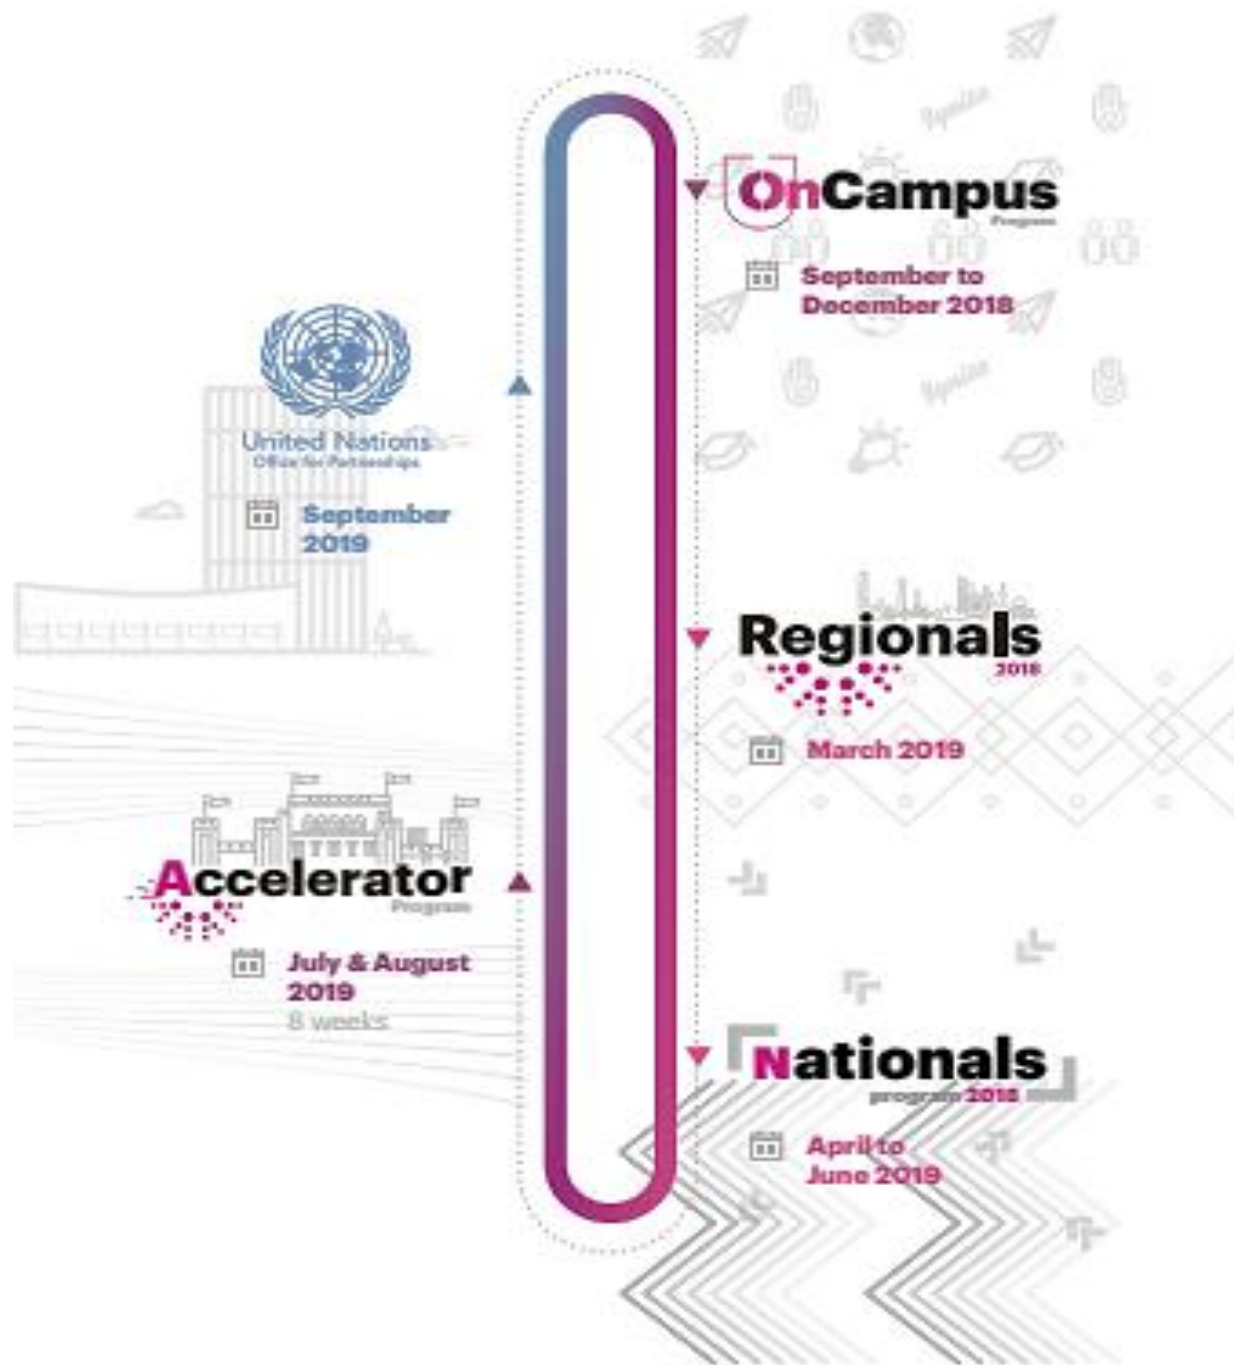 OnCampus
Program
September to
December 2018
United Nations
Office for Partnerships
September
2019
Regionals
2018
March 2019
Accelerator
Program
July & August
2019
8 weeks
Nationals
program 2018
April to
June 2019